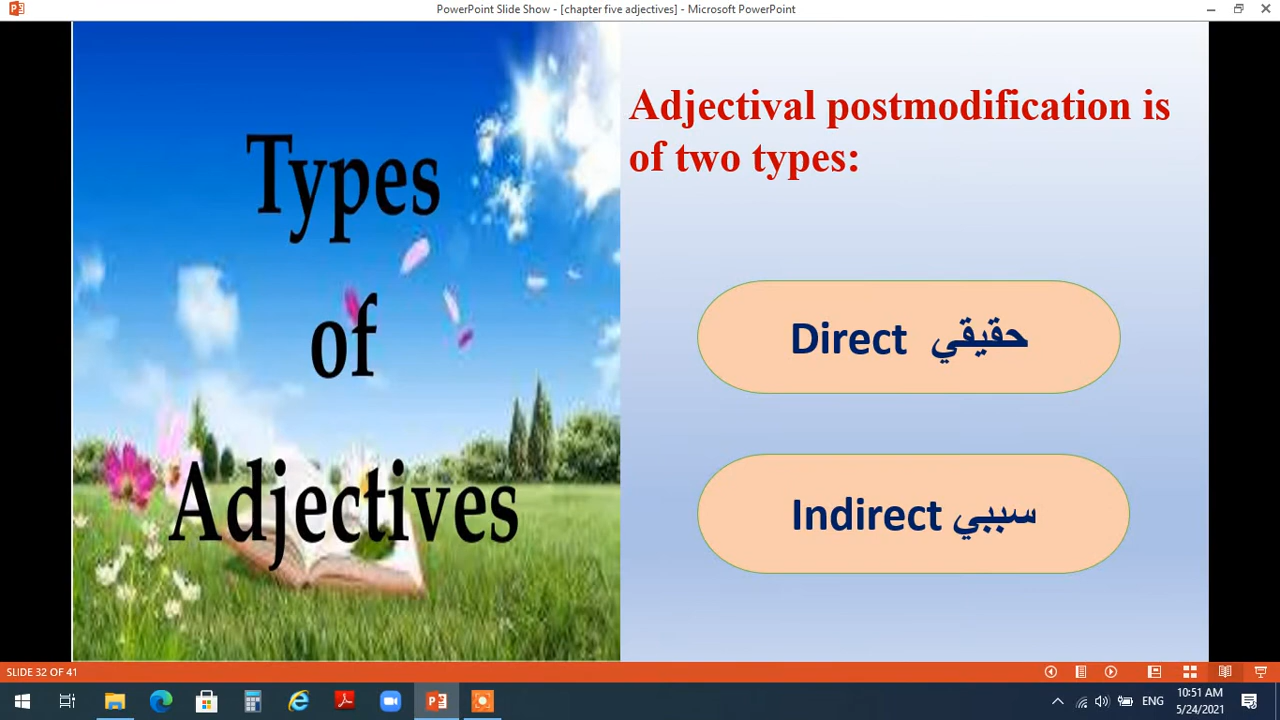 PowerPoint Slide Show - [chapter five adjectives] - Microsoft PowerPoint
Types
of
Adjectives
Adjectival postmodification is
of two types:
Direct حقيقي
Indirect سببي
SLIDE 32 OF 41
ENG
10:51 AM
5/24/2021